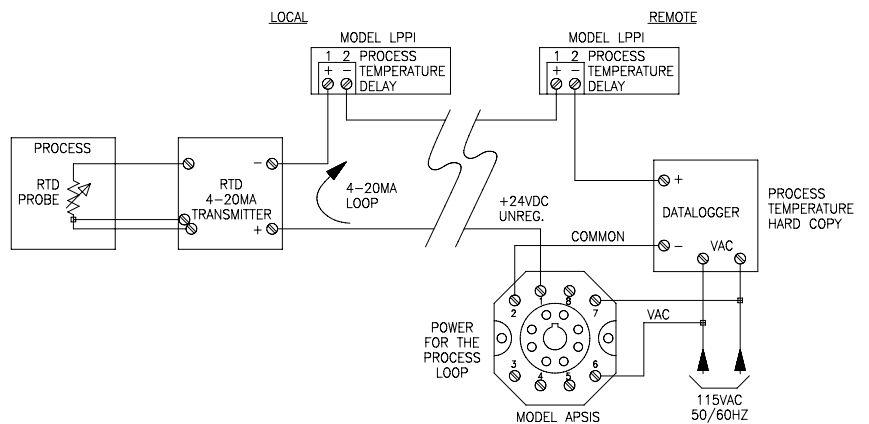 LOCAL
REMOTE
MODEL LPPI
MODEL LPPI
1 2 PROCESS
+ − TEMPERATURE
DELAY
1 2 PROCESS
+ − TEMPERATURE
DELAY
PROCESS
RTD
PROBE
−
RTD
4-20MA
TRANSMITTER
+
4-20MA
LOOP
+24VDC
UNREG.
COMMON
+
DATALOGGER
− VAC
PROCESS
TEMPERATURE
HARD COPY
2 1 8 7
VAC
POWER
FOR THE
PROCESS
LOOP
3 4 5 6
MODEL APSIS
115VAC
50/60HZ